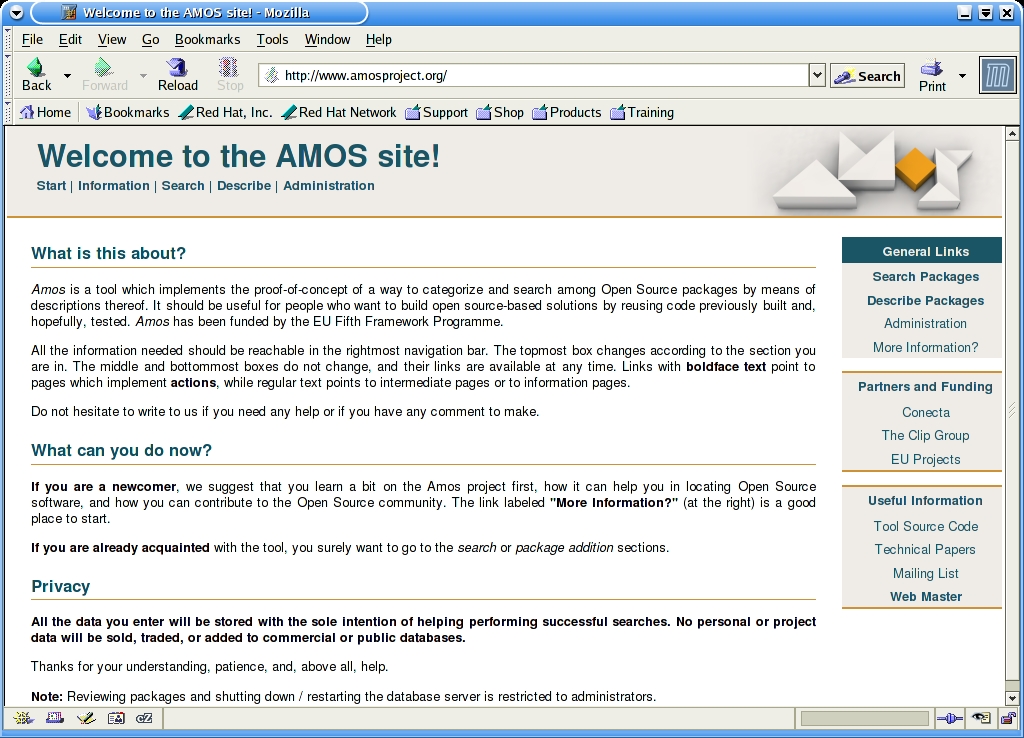 Welcome to the AMOS site! - Mozilla
File Edit View Go Bookmarks Tools Window Help
Back Forward Reload Stop http://www.amosproject.org/ Search Print
Home Bookmarks Red Hat, Inc. Red Hat Network Support Shop Products Training
Welcome to the AMOS site!
Start | Information | Search | Describe | Administration
What is this about?
Amos is a tool which implements the proof-of-concept of a way to categorize and search among Open Source packages by means of
descriptions thereof. It should be useful for people who want to build open source-based solutions by reusing code previously built and,
hopefully, tested. Amos has been funded by the EU Fifth Framework Programme.
All the information needed should be reachable in the rightmost navigation bar. The topmost box changes according to the section you
are in. The middle and bottommost boxes do not change, and their links are available at any time. Links with boldface text point to
pages which implement actions, while regular text points to intermediate pages or to information pages.
Do not hesitate to write to us if you need any help or if you have any comment to make.
What can you do now?
If you are a newcomer, we suggest that you learn a bit on the Amos project first, how it can help you in locating Open Source
software, and how you can contribute to the Open Source community. The link labeled "More Information?" (at the right) is a good
place to start.
If you are already acquainted with the tool, you surely want to go to the search or package addition sections.
Privacy
All the data you enter will be stored with the sole intention of helping performing successful searches. No personal or project
data will be sold, traded, or added to commercial or public databases.
Thanks for your understanding, patience, and, above all, help.
Note: Reviewing packages and shutting down / restarting the database server is restricted to administrators.
General Links
Search Packages
Describe Packages
Administration
More Information?
Partners and Funding
Conecta
The Clip Group
EU Projects
Useful Information
Tool Source Code
Technical Papers
Mailing List
Web Master